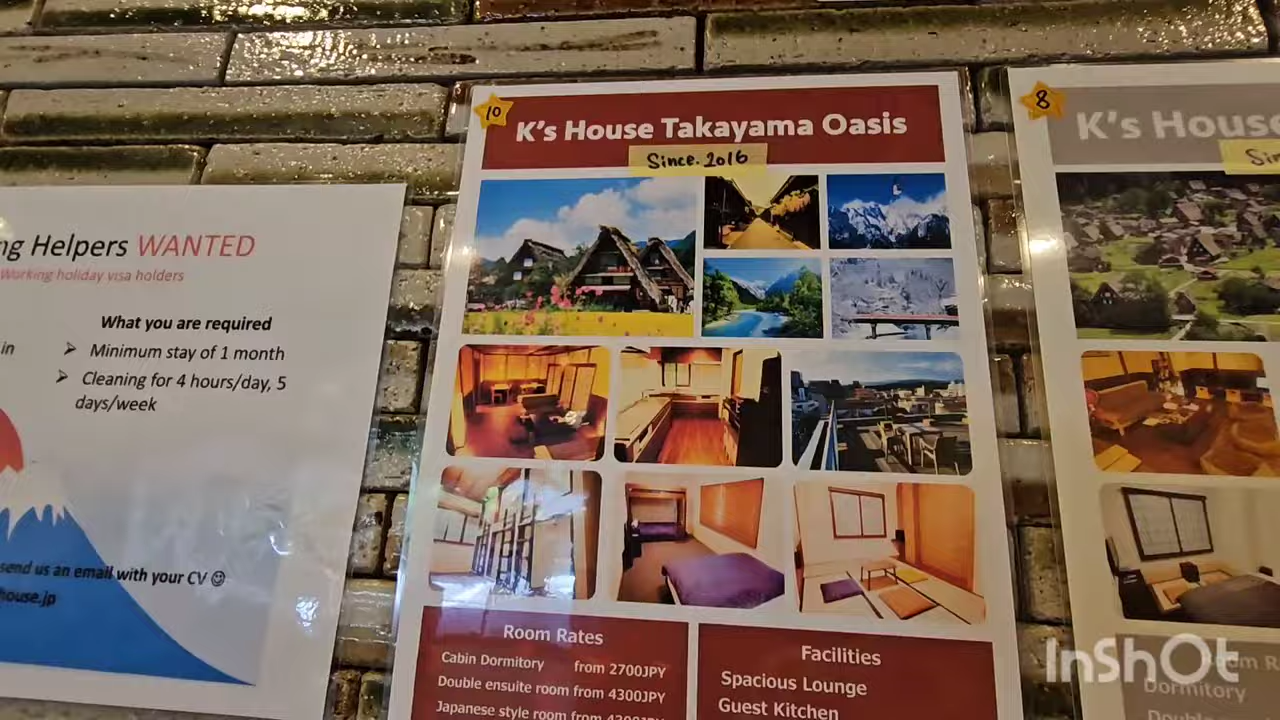 Helpers WANTED
Working holiday visa holders
What you are required
in
➢ Minimum stay of 1 month
➢ Cleaning for 4 hours/day, 5
days/week
send us an email with your CV ☺
house.jp
10
K's House Takayama Oasis
Since. 2016
Room Rates
Cabin Dormitory from 2700JPY
Double ensuite room from 4300JPY
Japanese style room from
Facilities
Spacious Lounge
Guest Kitchen
8
K's House
Dormitory
InShOt